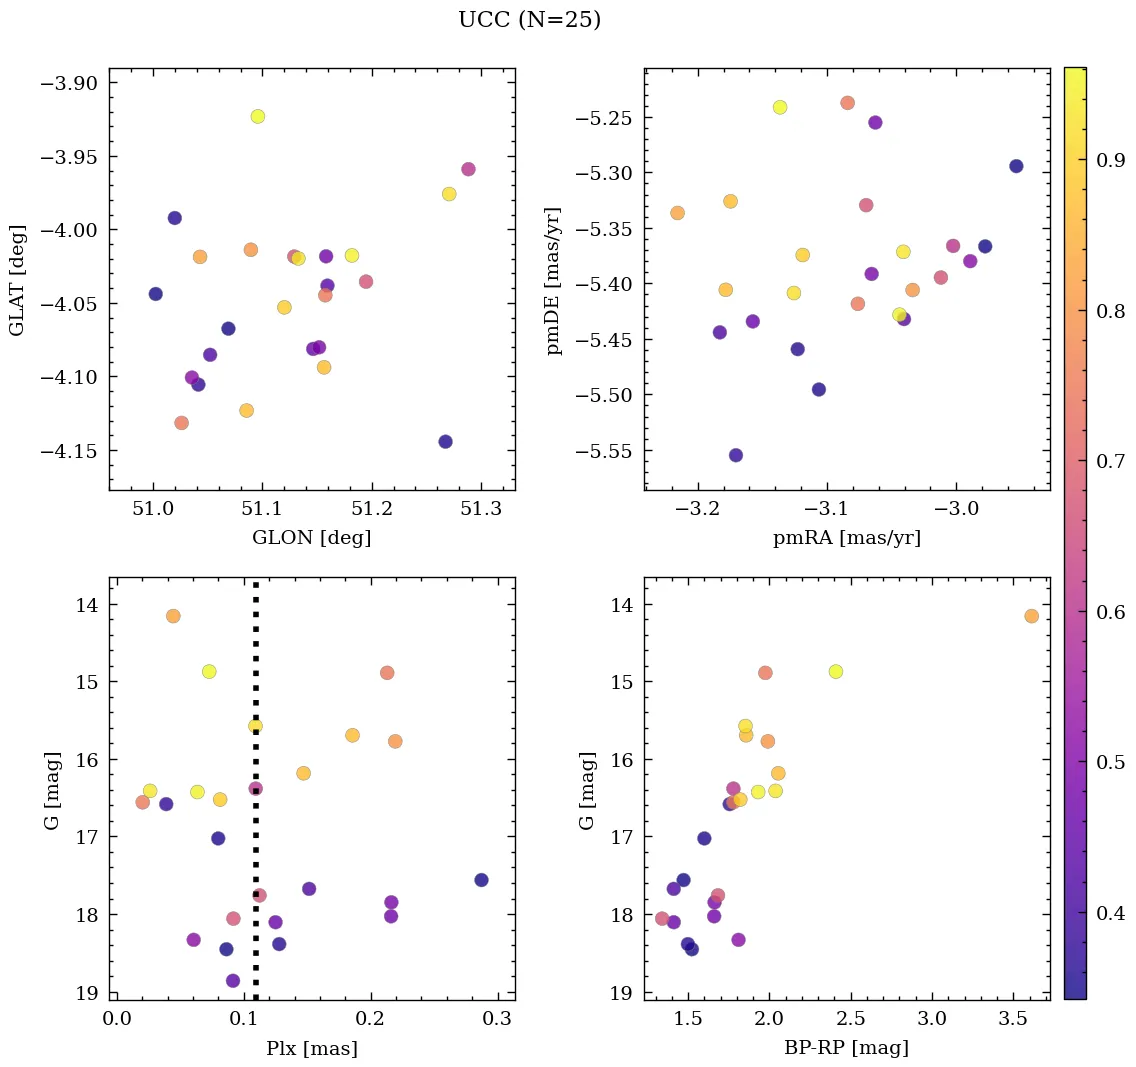 UCC (N=25)
−3.90
−3.95
−4.00
−4.05
−4.10
−4.15
GLAT [deg]
51.0 51.1 51.2 51.3
GLON [deg]
−5.25
−5.30
−5.35
−5.40
−5.45
−5.50
−5.55
pmDE [mas/yr]
−3.2 −3.1 −3.0
pmRA [mas/yr]
14
15
16
17
18
19
G [mag]
0.0 0.1 0.2 0.3
Plx [mas]
14
15
16
17
18
19
G [mag]
1.5 2.0 2.5 3.0 3.5
BP-RP [mag]
0.9
0.8
0.7
0.6
0.5
0.4